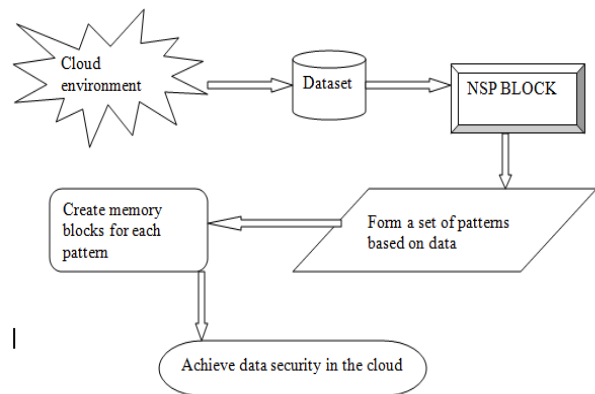 Cloud
environment
Dataset
NSP BLOCK
Create memory
blocks for each
pattern
Form a set of patterns
based on data
Achieve data security in the cloud